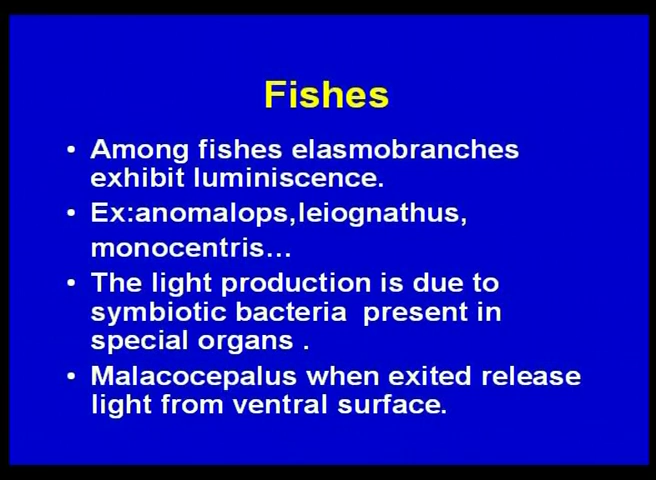 Fishes
• Among fishes elasmobranches
exhibit luminiscence.
• Ex:anomalops,leiognathus,
monocentris...
• The light production is due to
symbiotic bacteria present in
special organs .
• Malacocepalus when exited release
light from ventral surface.